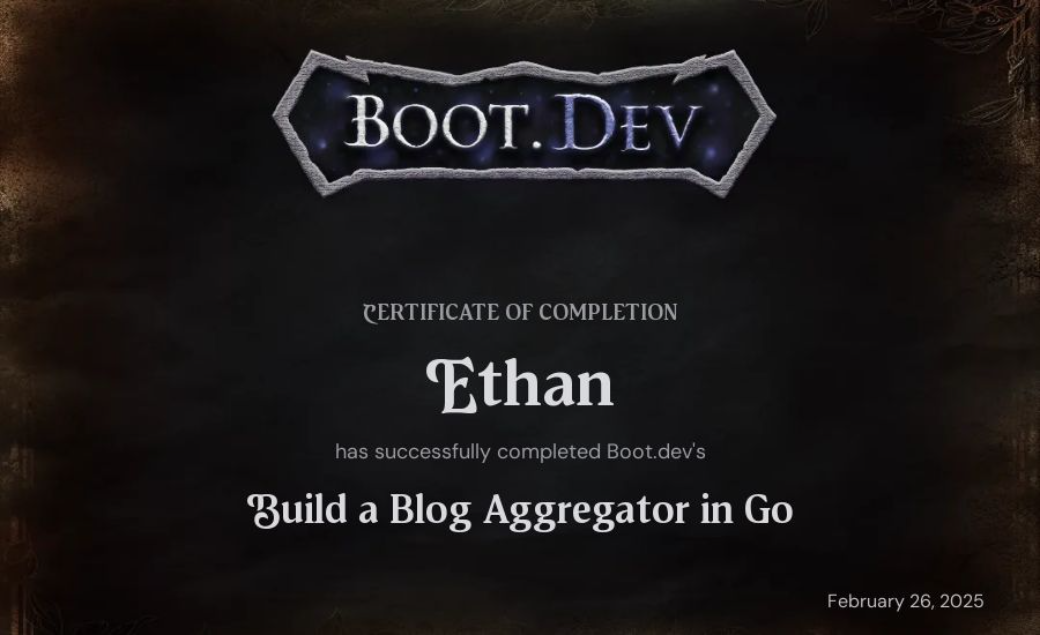 BOOT.DEV
CERTIFICATE OF COMPLETION
Ethan
has successfully completed Boot.dev's
Build a Blog Aggregator in Go
February 26, 2025